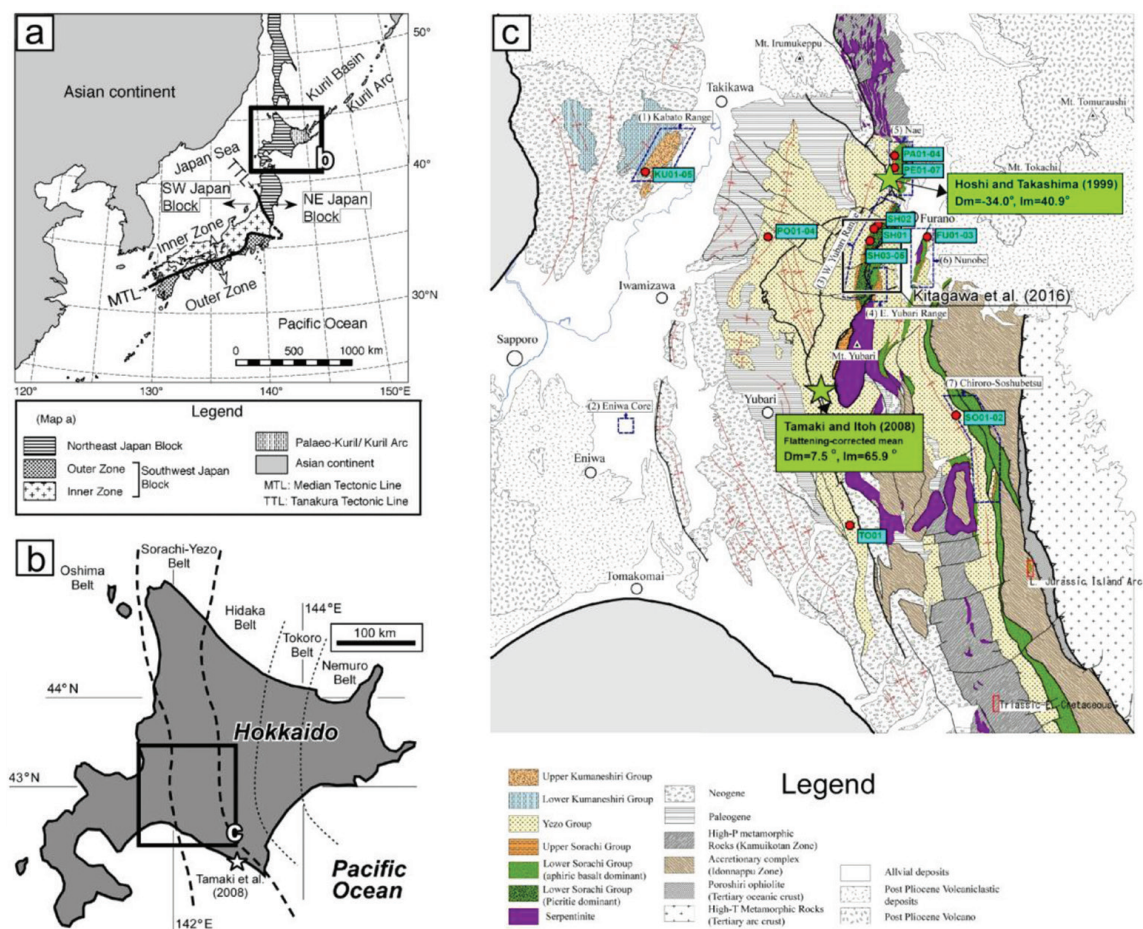 a
50°
40°
30°
120°
130°
140°
150°
Asian continent
Kuril Basin
Kuril Arc
Japan Sea
TTL
b
SW Japan
Block
NE Japan
Block
Inner Zone
MTL
Outer Zone
Pacific Ocean
0 500 1000 km
Legend
(Map a)
Northeast Japan Block
Outer Zone
Inner Zone
Southwest Japan
Block
Palaeo-Kuril/ Kuril Arc
Asian continent
MTL: Median Tectonic Line
TTL: Tanakura Tectonic Line
b
Sorachi-Yezo
Belt
Oshima
Belt
Hidaka
Belt
144°E
Tokoro
Belt
100 km
Nemuro
Belt
44°N
Hokkaido
43°N
C
Tamaki et al.
(2008)
Pacific
Ocean
142°E
c
Mt. Irumukeppu
Takikawa
Mt. Tomuraushi
(1) Kabato Range
(5) Nae
KU01-05
PA01-04
PE01-07
Mt. Tokachi
Hoshi and Takashima (1999)
Dm=-34.0°, Im=40.9°
SH02
Furano
PO01-04
SH01
FU01-03
SH03-05
(3) W. Yubari Range
(6) Nunobe
Iwamizawa
Kitagawa et al. (2016)
(4) E. Yubari Range
Sapporo
Mt. Yubari
(7) Chiroro-Soshubetsu
(2) Eniwa Core
Yubari
SO01-02
Tamaki and Itoh (2008)
Flattening-corrected mean
Dm=7.5°, Im=65.9°
Eniwa
TO01
Tomakomai
L. Jurassic Island Arc
Triassic-E. Cretaceous
Legend
Upper Kumaneshiri Group
Lower Kumaneshiri Group
Yezo Group
Upper Sorachi Group
Lower Sorachi Group
(aphiric basalt dominant)
Lower Sorachi Group
(Picritic dominant)
Serpentinite
Neogene
Paleogene
High-P metamorphic
Rocks (Kamuikotan Zone)
Accretionary complex
(Idonnappu Zone)
Poroshiri ophiolite
(Tertiary oceanic crust)
High-T Metamorphic Rocks
(Tertiary arc crust)
Allvial deposits
Post Pliocene Volcaniclastic
deposits
Post Pliocene Volcano